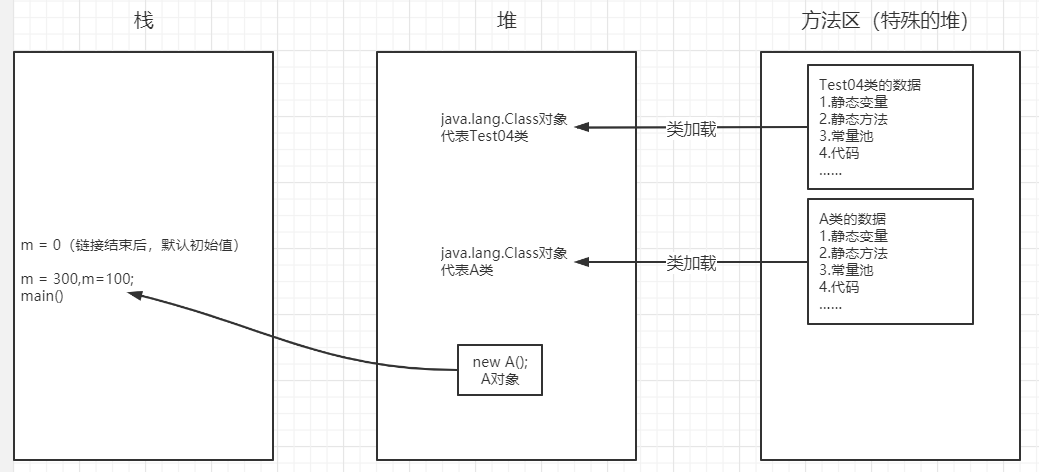 栈
堆
方法区（特殊的堆）
m = 0（链接结束后，默认初始值）
m = 300,m=100;
main()
java.lang.Class对象
代表Test04类
类加载
java.lang.Class对象
代表A类
类加载
new A();
A对象
Test04类的数据
1.静态变量
2.静态方法
3.常量池
4.代码
......
A类的数据
1.静态变量
2.静态方法
3.常量池
4.代码
......